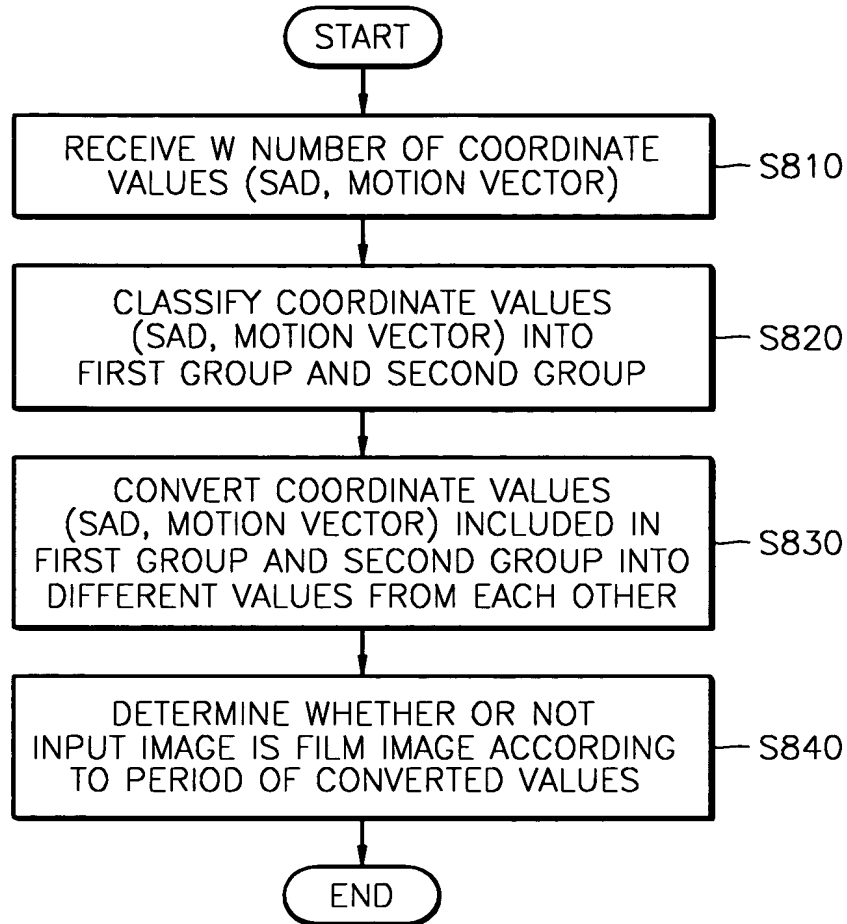 START
RECEIVE W NUMBER OF COORDINATE
VALUES (SAD, MOTION VECTOR)
S810
CLASSIFY COORDINATE VALUES
(SAD, MOTION VECTOR) INTO
FIRST GROUP AND SECOND GROUP
S820
CONVERT COORDINATE VALUES
(SAD, MOTION VECTOR) INCLUDED IN
FIRST GROUP AND SECOND GROUP INTO
DIFFERENT VALUES FROM EACH OTHER
S830
DETERMINE WHETHER OR NOT
INPUT IMAGE IS FILM IMAGE ACCORDING
TO PERIOD OF CONVERTED VALUES
S840
END